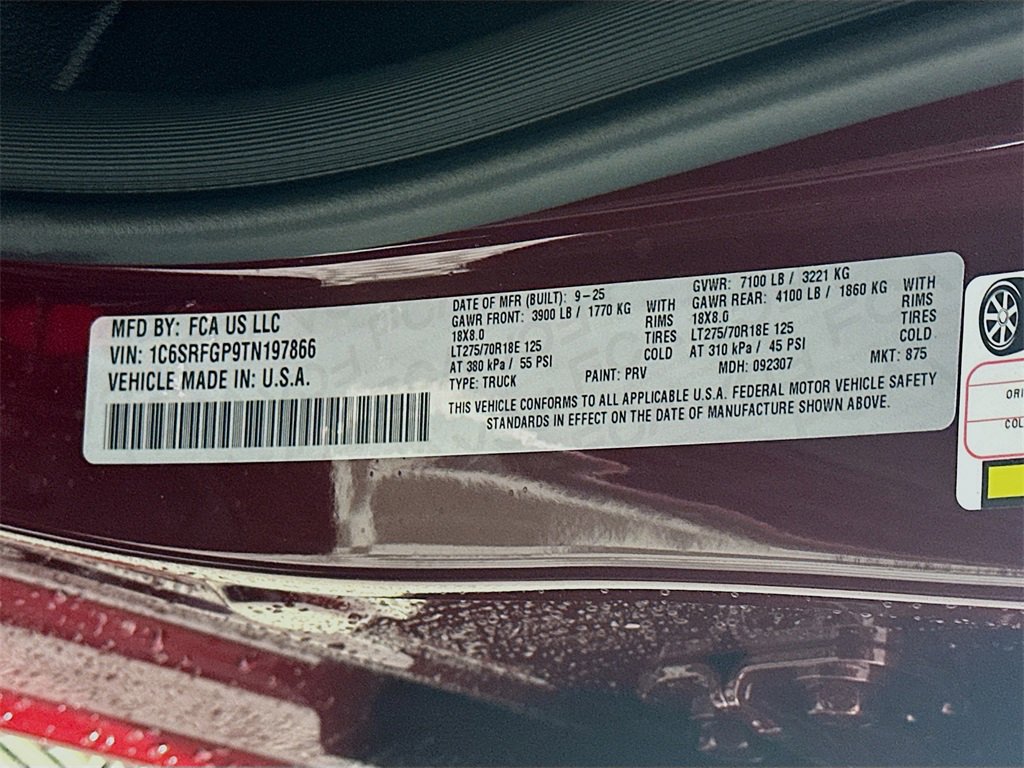 MFD BY: FCA US LLC
VIN: 1C6SRFGP9TN197866
VEHICLE MADE IN: U.S.A.
DATE OF MFR (BUILT): 9-25
GAWR FRONT: 3900 LB / 1770 KG WITH
18X8.0 RIMS
LT275/70R18E 125 TIRES
AT 380 kPa / 55 PSI COLD
TYPE: TRUCK PAINT: PRV
GVWR: 7100 LB / 3221 KG
GAWR REAR: 4100 LB / 1860 KG WITH
18X8.0 RIMS
LT275/70R18E 125 TIRES
AT 310 kPa / 45 PSI COLD
MDH: 092307 MKT: 875
THIS VEHICLE CONFORMS TO ALL APPLICABLE U.S.A. FEDERAL MOTOR VEHICLE SAFETY
STANDARDS IN EFFECT ON THE DATE OF MANUFACTURE SHOWN ABOVE.
ORI
COL